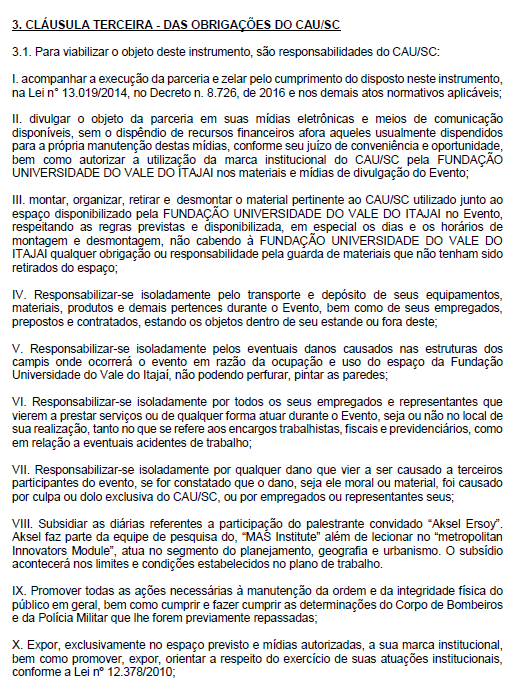 3. CLÁUSULA TERCEIRA - DAS OBRIGAÇÕES DO CAU/SC
3.1. Para viabilizar o objeto deste instrumento, são responsabilidades do CAU/SC:
I. acompanhar a execução da parceria e zelar pelo cumprimento do disposto neste instrumento,
na Lei n° 13.019/2014, no Decreto n. 8.726, de 2016 e nos demais atos normativos aplicáveis;
II. divulgar o objeto da parceria em suas mídias eletrônicas e meios de comunicação
disponíveis, sem o dispêndio de recursos financeiros afora aqueles usualmente dispendidos
para a própria manutenção destas mídias, conforme seu juízo de conveniência e oportunidade,
bem como autorizar a utilização da marca institucional do CAU/SC pela FUNDAÇÃO
UNIVERSIDADE DO VALE DO ITAJAI nos materiais e mídias de divulgação do Evento;
III. montar, organizar, retirar e desmontar o material pertinente ao CAU/SC utilizado junto ao
espaço disponibilizado pela FUNDAÇÃO UNIVERSIDADE DO VALE DO ITAJAI no Evento,
respeitando as regras previstas e disponibilizada, em especial os dias e os horários de
montagem e desmontagem, não cabendo à FUNDAÇÃO UNIVERSIDADE DO VALE DO
ITAJAI qualquer obrigação ou responsabilidade pela guarda de materiais que não tenham sido
retirados do espaço;
IV. Responsabilizar-se isoladamente pelo transporte e depósito de seus equipamentos,
materiais, produtos e demais pertences durante o Evento, bem como de seus empregados,
prepostos e contratados, estando os objetos dentro de seu estande ou fora deste;
V. Responsabilizar-se isoladamente pelos eventuais danos causados nas estruturas dos
campis onde ocorrerá o evento em razão da ocupação e uso do espaço da Fundação
Universidade do Vale do Itajaí, não podendo perfurar, pintar as paredes;
VI. Responsabilizar-se isoladamente por todos os seus empregados e representantes que
vierem a prestar serviços ou de qualquer forma atuar durante o Evento, seja ou não no local de
sua realização, tanto no que se refere aos encargos trabalhistas, fiscais e previdenciários, como
em relação a eventuais acidentes de trabalho;
VII. Responsabilizar-se isoladamente por qualquer dano que vier a ser causado a terceiros
participantes do evento, se for constatado que o dano, seja ele moral ou material, foi causado
por culpa ou dolo exclusiva do CAU/SC, ou por empregados ou representantes seus;
VIII. Subsidiar as diárias referentes a participação do palestrante convidado “Aksel Ersoy”.
Aksel faz parte da equipe de pesquisa do, “MAS Institute” além de lecionar no “metropolitan
Innovators Module”, atua no segmento do planejamento, geografia e urbanismo. O subsídio
acontecerá nos limites e condições estabelecidos no plano de trabalho.
IX. Promover todas as ações necessárias à manutenção da ordem e da integridade física do
público em geral, bem como cumprir e fazer cumprir as determinações do Corpo de Bombeiros
e da Polícia Militar que lhe forem previamente repassadas;
X. Expor, exclusivamente no espaço previsto e mídias autorizadas, a sua marca institucional,
bem como promover, expor, orientar a respeito do exercício de suas atuações institucionais,
conforme a Lei nº 12.378/2010;